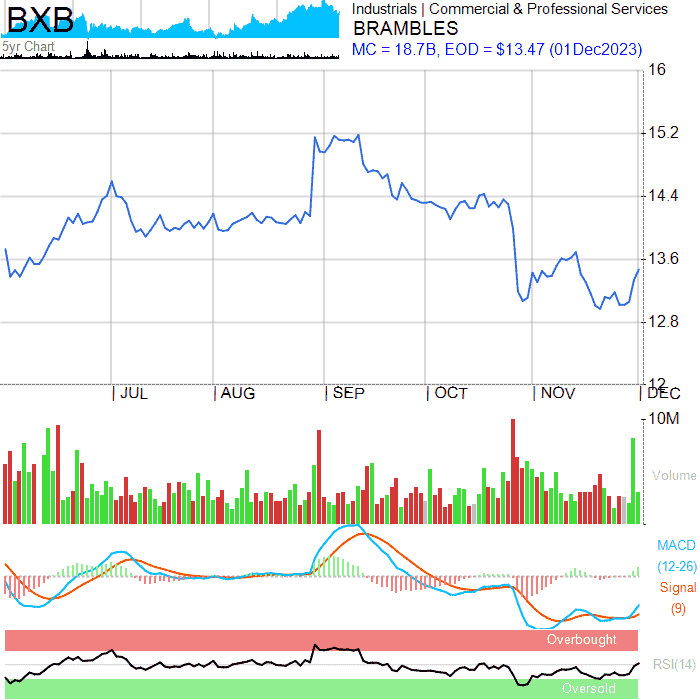 BXB
5yr Chart
Industrials | Commercial & Professional Services
BRAMBLES
MC = 18.7B, EOD = $13.47 (01Dec2023)
16
15.2
14.4
13.6
12.8
12
JUL AUG SEP OCT NOV DEC
10M
Volume
MACD
(12-26)
Signal
(9)
Overbought
RSI(14)
Oversold